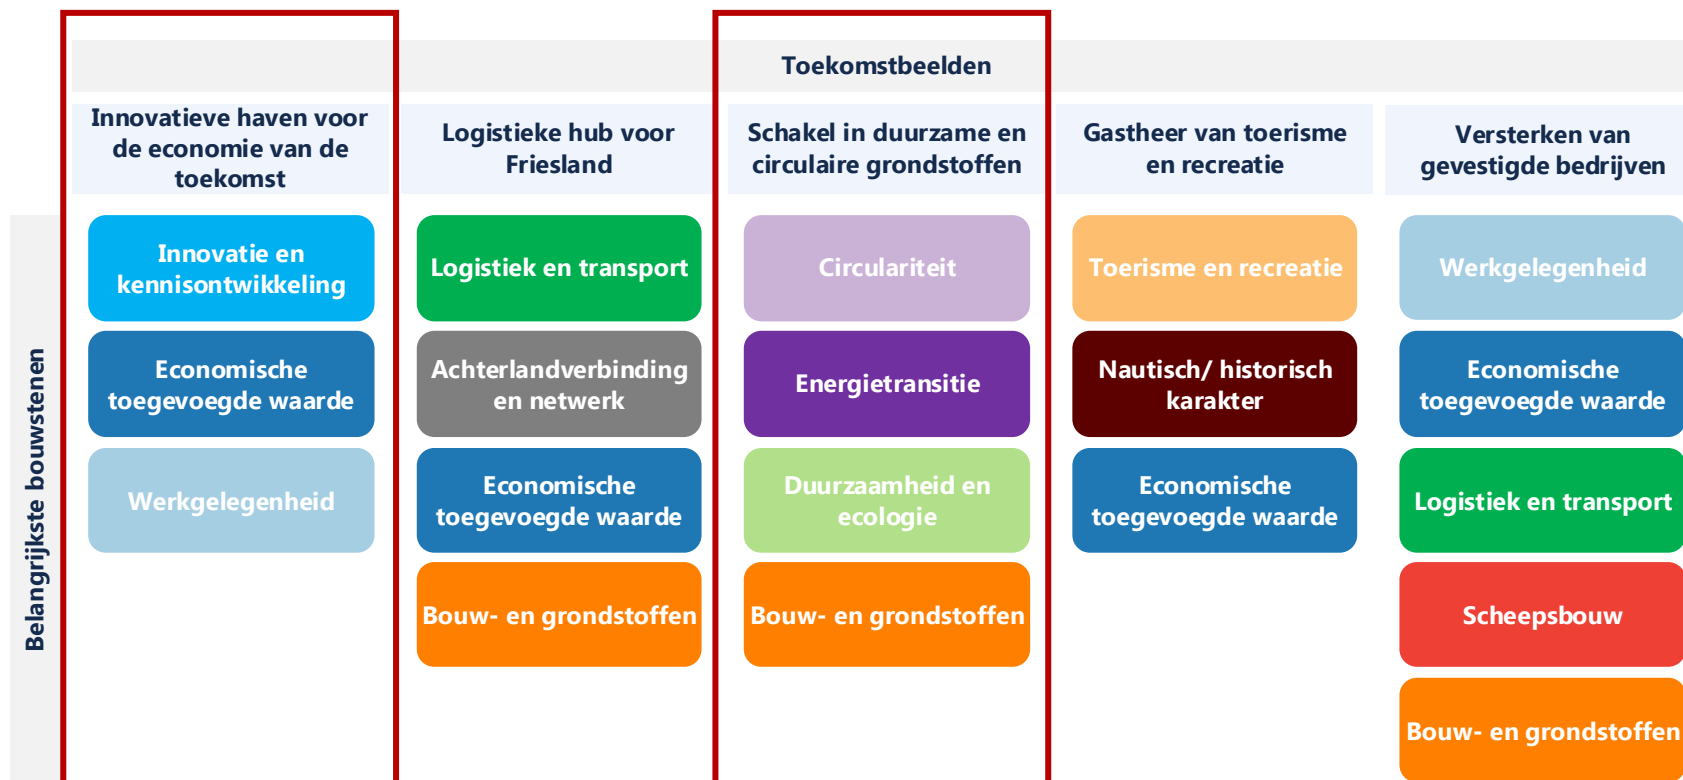 Toekomstbeelden
Innovatieve haven voor
de economie van de
toekomst
Logistieke hub voor
Friesland
Schakel in duurzame en
circulaire grondstoffen
Gastheer van toerisme
en recreatie
Versterken van
gevestigde bedrijven
Belangrijkste bouwstenen
Innovatie en
kennisontwikkeling
Economische
toegevoegde waarde
Werkgelegenheid
Logistiek en transport
Achterlandverbinding
en netwerk
Economische
toegevoegde waarde
Bouw- en grondstoffen
Circulariteit
Energietransitie
Duurzaamheid en
ecologie
Bouw- en grondstoffen
Toerisme en recreatie
Nautisch/ historisch
karakter
Economische
toegevoegde waarde
Werkgelegenheid
Economische
toegevoegde waarde
Logistiek en transport
Scheepsbouw
Bouw- en grondstoffen